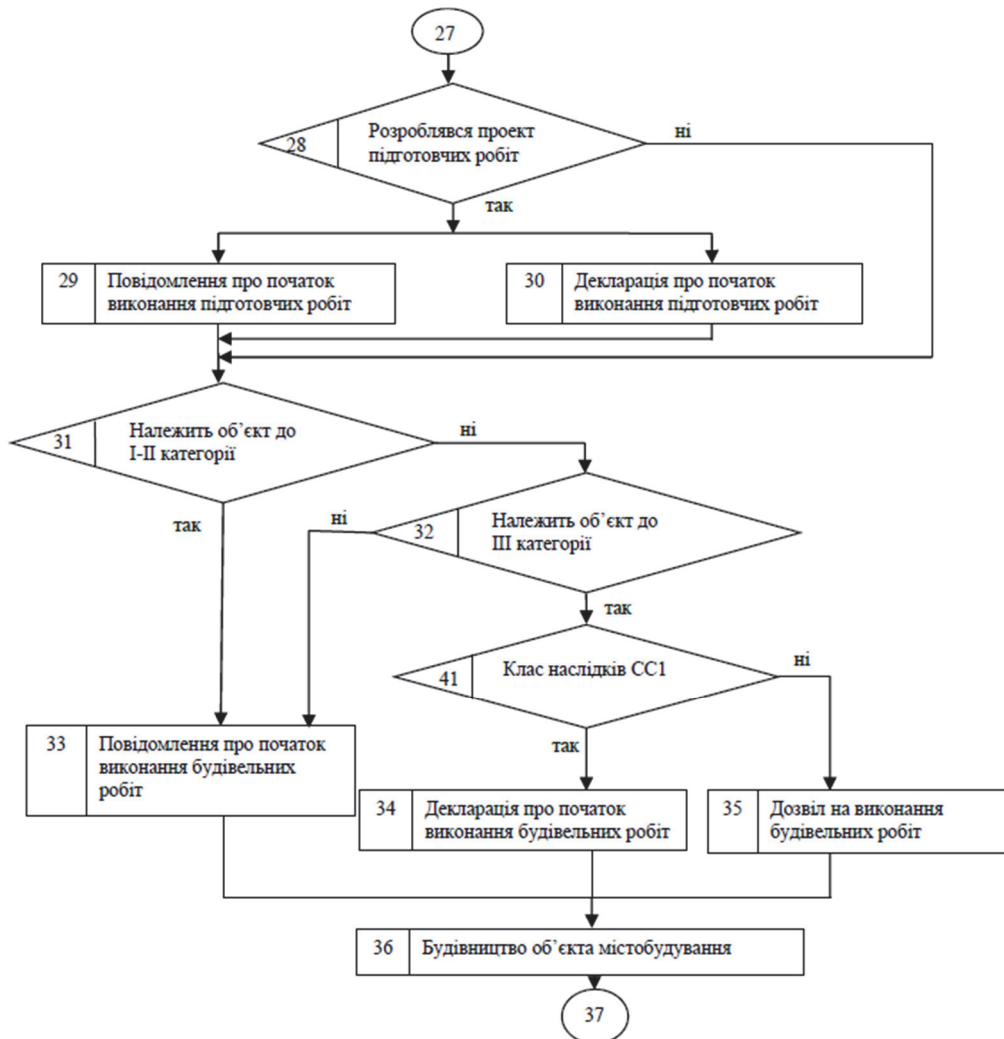 27
28
Розроблявся проект
підготовчих робіт
ні
так
29
Повідомлення про початок
виконання підготовчих робіт
30
Декларація про початок
виконання підготовчих робіт
31
Належить об’єкт до
І-ІІ категорії
ні
так
ні
32
Належить об’єкт до
ІІІ категорії
так
41
Клас наслідків СС1
ні
так
33
Повідомлення про початок
виконання будівельних
робіт
34
Декларація про початок
виконання будівельних робіт
35
Дозвіл на виконання
будівельних робіт
36
Будівництво об’єкта містобудування
37